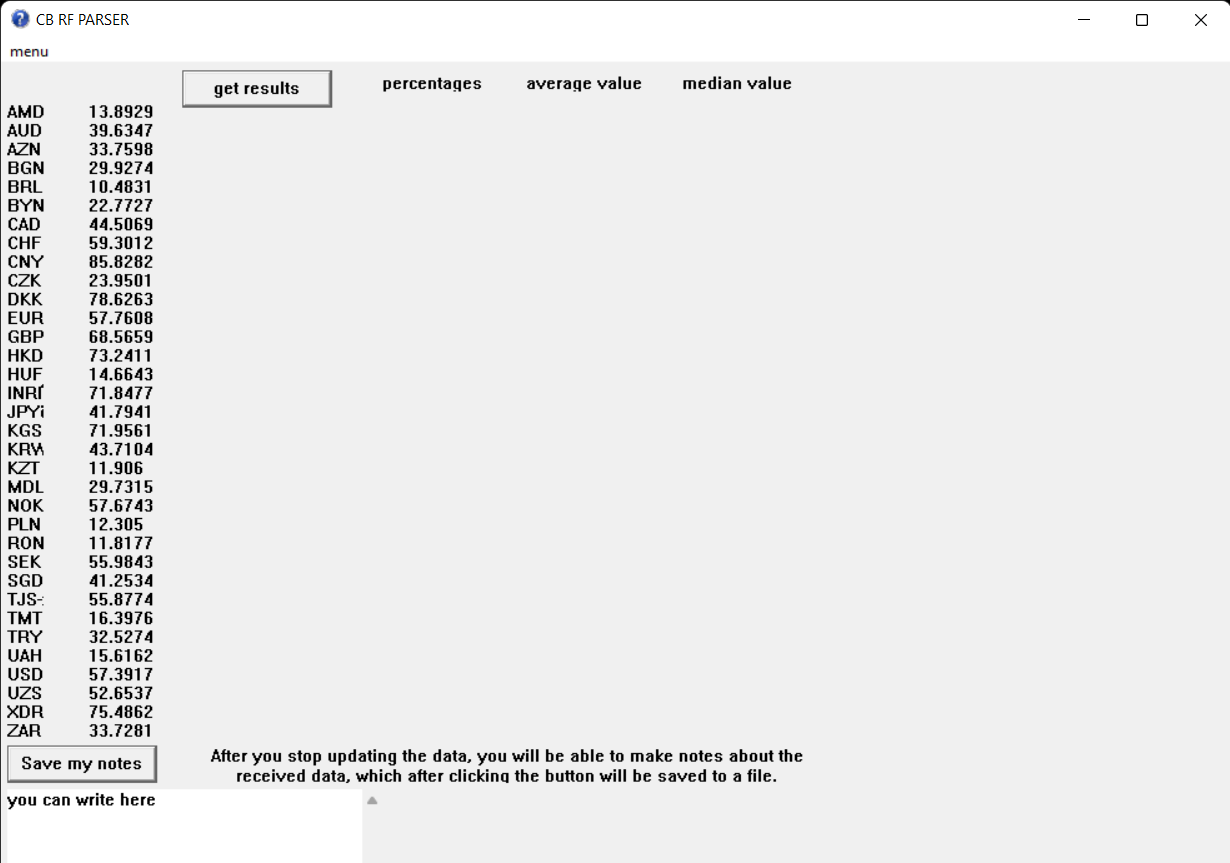 CB RF PARSER
menu
get results percentages average value median value
AMD 13.8929
AUD 39.6347
AZN 33.7598
BGN 29.9274
BRL 10.4831
BYN 22.7727
CAD 44.5069
CHF 59.3012
CNY 85.8282
CZK 23.9501
DKK 78.6263
EUR 57.7608
GBP 68.5659
HKD 73.2411
HUF 14.6643
INR 71.8477
JPY 41.7941
KGS 71.9561
KRW 43.7104
KZT 11.906
MDL 29.7315
NOK 57.6743
PLN 12.305
RON 11.8177
SEK 55.9843
SGD 41.2534
TJS 55.8774
TMT 16.3976
TRY 32.5274
UAH 15.6162
USD 57.3917
UZS 52.6537
XDR 75.4862
ZAR 33.7281
Save my notes
After you stop updating the data, you will be able to make notes about the
received data, which after clicking the button will be saved to a file.
you can write here